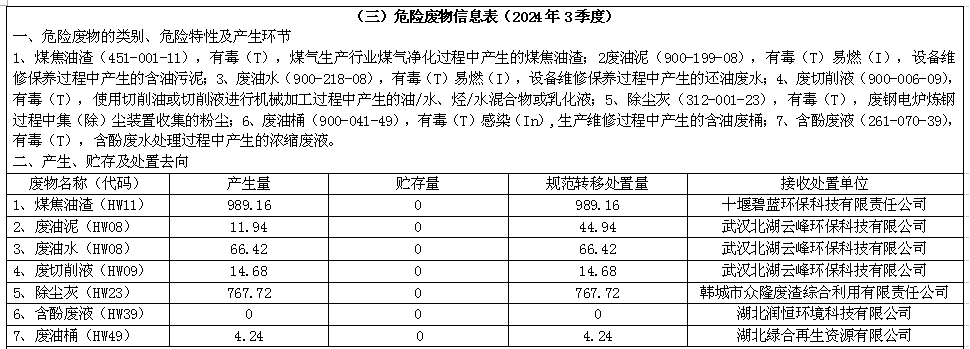 （三）危险废物信息表（2024年3季度）
一、危险废物的类别、危险特性及产生环节
1、煤焦油渣（451-001-11），有毒（T），煤气生产行业煤气净化过程中产生的煤焦油渣；2废油泥（900-199-08），有毒（T）易燃（I），设备维
修保养过程中产生的含油污泥；3、废油水（900-218-08），有毒（T）易燃（I），设备维修保养过程中产生的还油废水；4、废切削液（900-006-09），
有毒（T），使用切削油或切削液进行机械加工过程中产生的油/水、烃/水混合物或乳化液；5、除尘灰（312-001-23），有毒（T），废钢电炉炼钢
过程中集（除）尘装置收集的粉尘；6、废油桶（900-041-49），有毒（T）感染（In）,生产维修过程中产生的含油废桶；7、含酚废液（261-070-39），
有毒（T），含酚废水处理过程中产生的浓缩废液。
二、产生、贮存及处置去向
废物名称（代码） 产生量 贮存量 规范转移处置量 接收处置单位
1、煤焦油渣（HW11） 989.16 0 989.16 十堰碧蓝环保科技有限责任公司
2、废油泥（HW08） 11.94 0 44.94 武汉北湖云峰环保科技有限公司
3、废油水（HW08） 66.42 0 66.42 武汉北湖云峰环保科技有限公司
4、废切削液（HW09） 14.68 0 14.68 武汉北湖云峰环保科技有限公司
5、除尘灰（HW23） 767.72 0 767.72 韩城市众隆废渣综合利用有限责任公司
6、含酚废液（HW39） 0 0 0 湖北润恒环境科技有限公司
7、废油桶（HW49） 4.24 0 4.24 湖北绿合再生资源有限公司